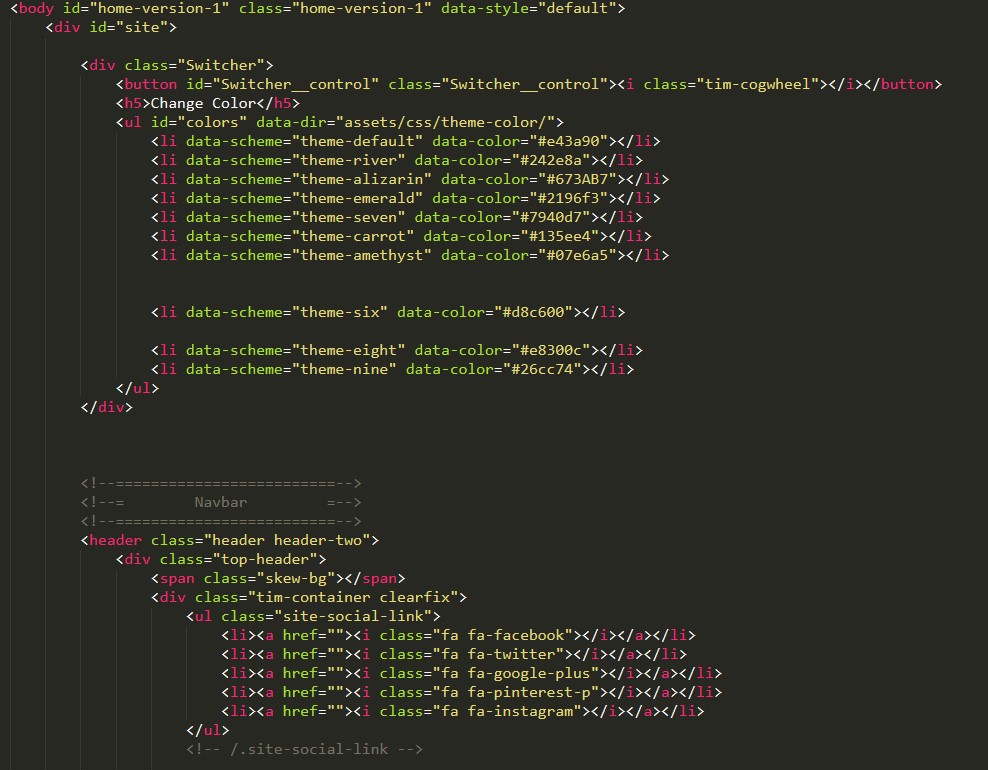 <body id="home-version-1" class="home-version-1" data-style="default">
<div id="site">
<div class="Switcher">
<button id="Switcher__control" class="Switcher__control"><i class="tim-cogwheel"></i></button>
<h5>Change Color</h5>
<ul id="colors" data-dir="assets/css/theme-color/">
<li data-scheme="theme-default" data-color="#e43a90"></li>
<li data-scheme="theme-river" data-color="#242e8a"></li>
<li data-scheme="theme-alizarin" data-color="#673AB7"></li>
<li data-scheme="theme-emerald" data-color="#2196f3"></li>
<li data-scheme="theme-seven" data-color="#7940d7"></li>
<li data-scheme="theme-carrot" data-color="#135ee4"></li>
<li data-scheme="theme-amethyst" data-color="#07e6a5"></li>
<li data-scheme="theme-six" data-color="#d8c600"></li>
<li data-scheme="theme-eight" data-color="#e8300c"></li>
<li data-scheme="theme-nine" data-color="#26cc74"></li>
</ul>
</div>
<!--=========================-->
<!--=        Navbar         =-->
<!--=========================-->
<header class="header header-two">
<div class="top-header">
<span class="skew-bg"></span>
<div class="tim-container clearfix">
<ul class="site-social-link">
<li><a href=""><i class="fa fa-facebook"></i></a></li>
<li><a href=""><i class="fa fa-twitter"></i></a></li>
<li><a href=""><i class="fa fa-google-plus"></i></a></li>
<li><a href=""><i class="fa fa-pinterest-p"></i></a></li>
<li><a href=""><i class="fa fa-instagram"></i></a></li>
</ul>
<!-- /.site-social-link -->